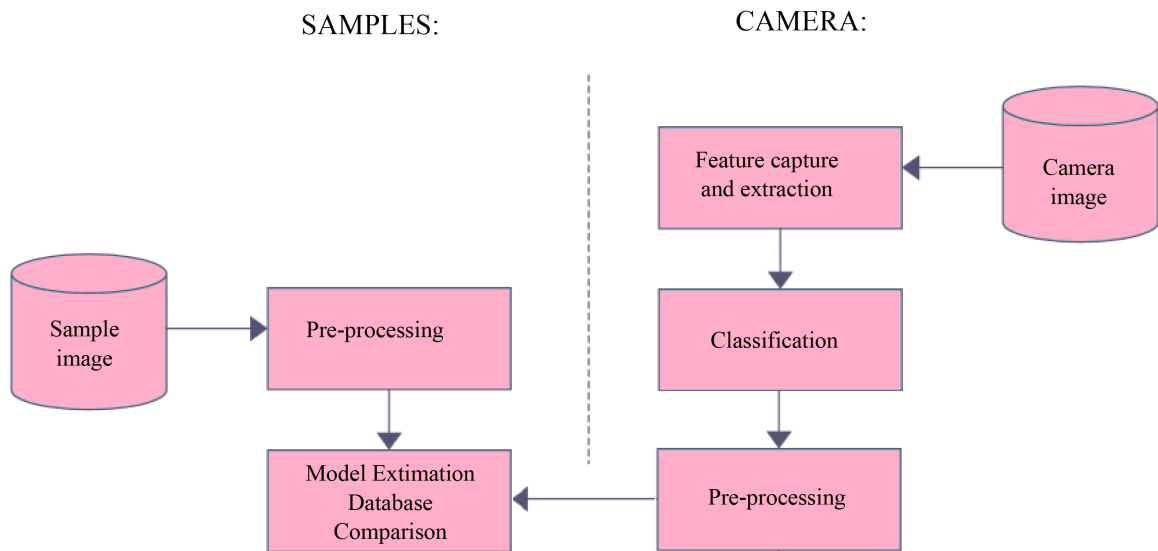 SAMPLES:
CAMERA:
Feature capture
and extraction
Camera
image
Classification
Sample
image
Pre-processing
Model Extimation
Database
Comparison
Pre-processing